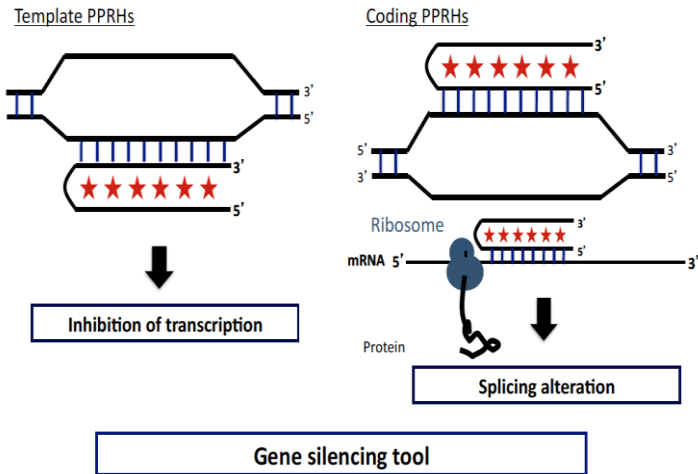 Template PPRHs
3’
5’
3’
5’
Inhibition of transcription
Coding PPRHs
3’
5’
5’
3’
3’
5’
Ribosome
3’
5’
mRNA 5’
3’
Protein
Splicing alteration
Gene silencing tool